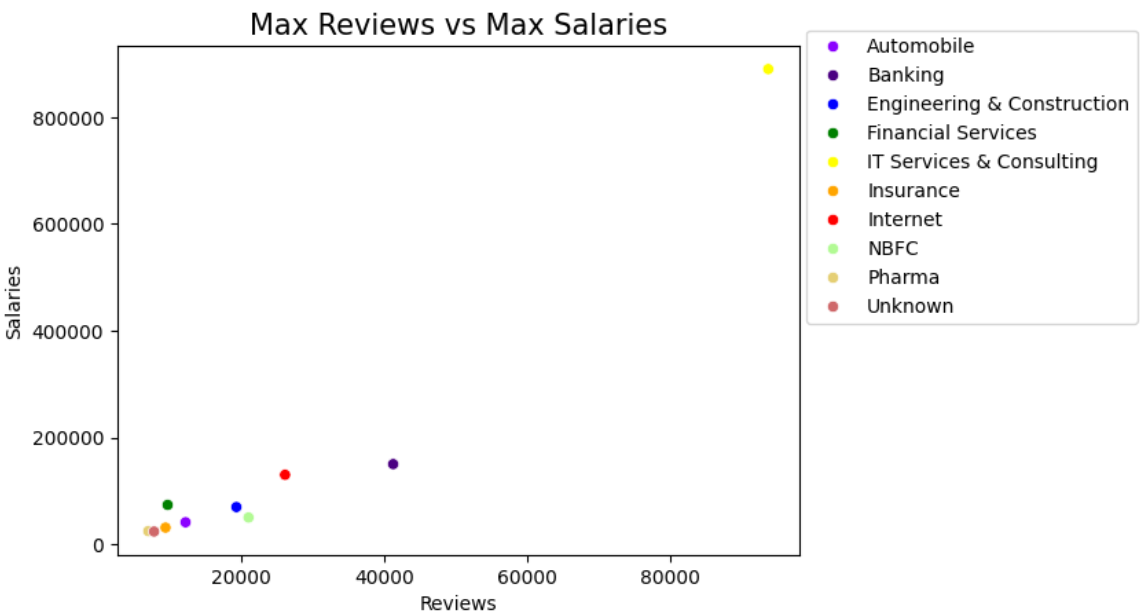 Max Reviews vs Max Salaries
Automobile
Banking
Engineering & Construction
Financial Services
IT Services & Consulting
Insurance
Internet
NBFC
Pharma
Unknown
Salaries
800000
600000
400000
200000
0
20000 40000 60000 80000
Reviews